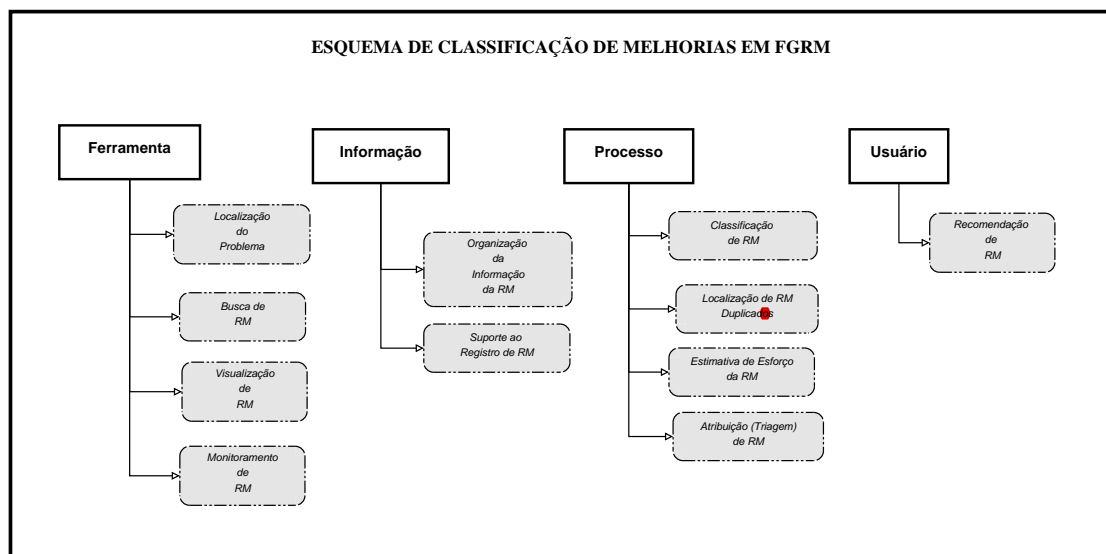 ESQUEMA DE CLASSIFICAÇÃO DE MELHORIAS EM FGRM
Ferramenta
Localização
do
Problema
Busca de
RM
Visualização
de
RM
Monitoramento
de
RM
Informação
Organização
da
Informação
da RM
Suporte ao
Registro de RM
Processo
Classificação
de RM
Localização de RM
Duplicados
Estimativa de Esforço
da RM
Atribuição (Triagem)
de RM
Usuário
Recomendação
de
RM